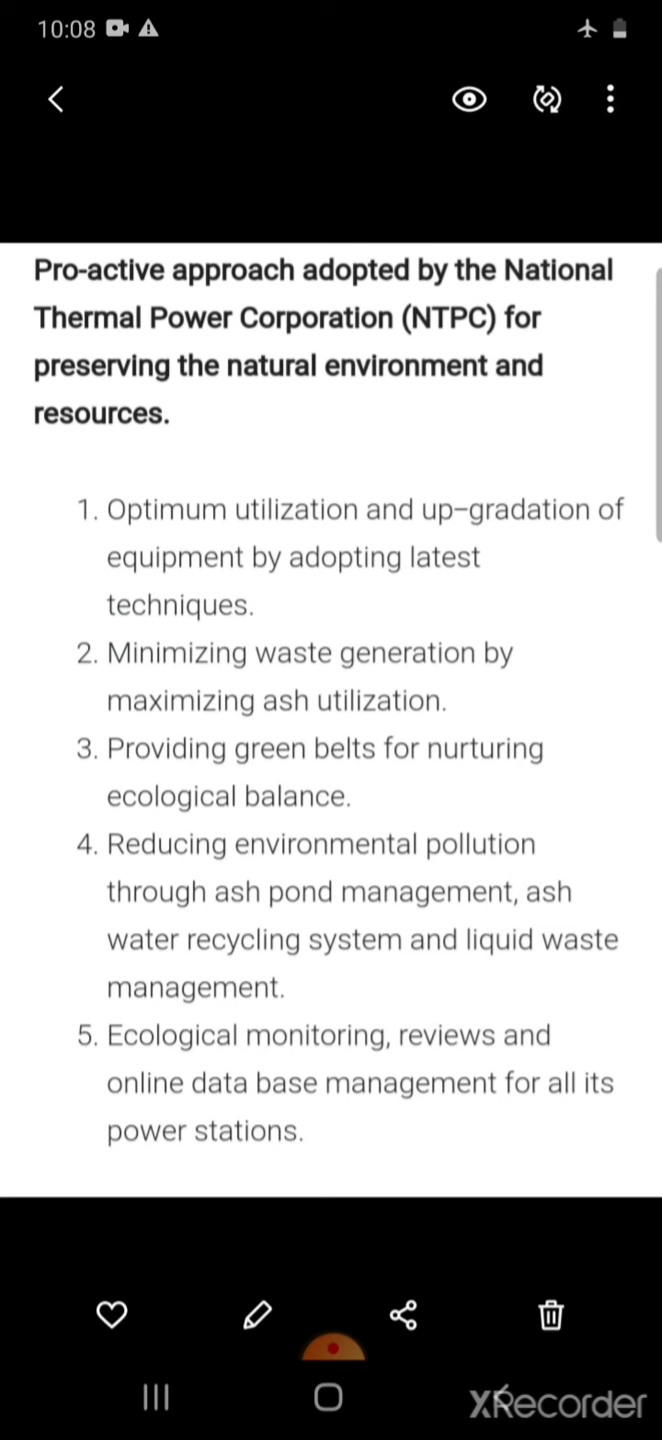 10:08
Pro-active approach adopted by the National
Thermal Power Corporation (NTPC) for
preserving the natural environment and
resources.
1. Optimum utilization and up-gradation of
equipment by adopting latest
techniques.
2. Minimizing waste generation by
maximizing ash utilization.
3. Providing green belts for nurturing
ecological balance.
4. Reducing environmental pollution
through ash pond management, ash
water recycling system and liquid waste
management.
5. Ecological monitoring, reviews and
online data base management for all its
power stations.
XRecorder